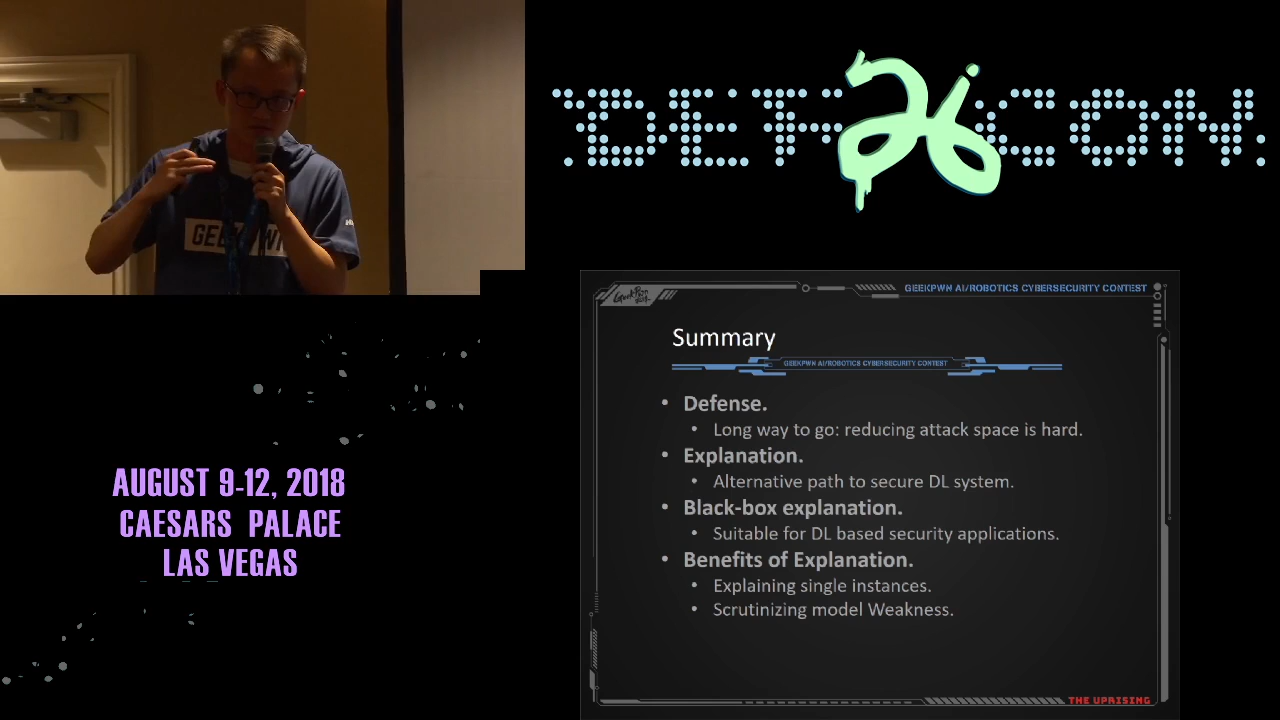 DEFCON
26
AUGUST 9-12, 2018
CAESARS PALACE
LAS VEGAS
GEEKPWN AI/ROBOTICS CYBERSECURITY CONTEST
Summary
GEEKPWN AI/ROBOTICS CYBERSECURITY CONTEST
• Defense.
• Long way to go: reducing attack space is hard.
• Explanation.
• Alternative path to secure DL system.
• Black-box explanation.
• Suitable for DL based security applications.
• Benefits of Explanation.
• Explaining single instances.
• Scrutinizing model Weakness.
THE UPRISING